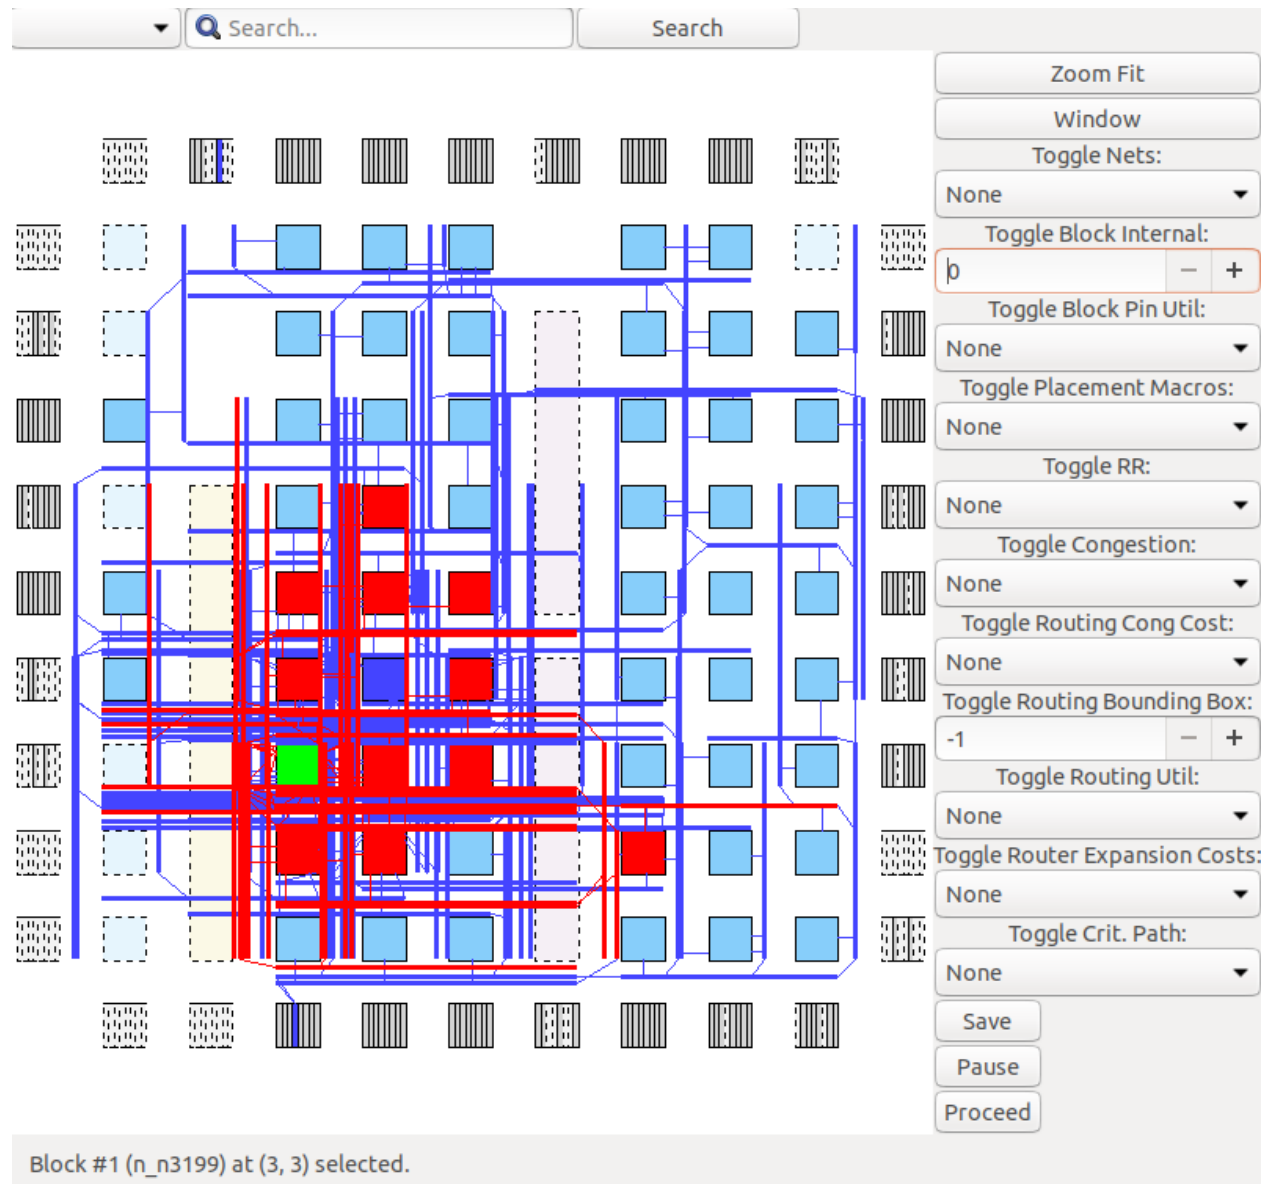 Search...
Search
Zoom Fit
Window
Toggle Nets:
None
Toggle Block Internal:
0
Toggle Block Pin Util:
None
Toggle Placement Macros:
None
Toggle RR:
None
Toggle Congestion:
None
Toggle Routing Cong Cost:
None
Toggle Routing Bounding Box:
-1
Toggle Routing Util:
None
Toggle Router Expansion Costs:
None
Toggle Crit. Path:
None
Save
Pause
Proceed
Block #1 (n_n3199) at (3, 3) selected.